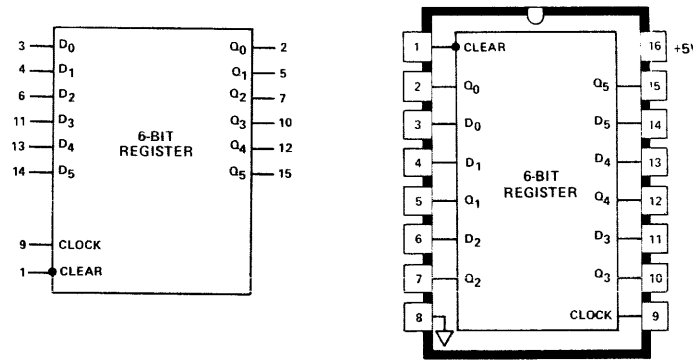 3 D0 Q0 2
4 D1 Q1 5
6 D2 Q2 7
11 D3 Q3 10
13 D4 Q4 12
14 D5 Q5 15
6-BIT
REGISTER
9 CLOCK
1 CLEAR
1 CLEAR 16 +5V
2 Q0 Q5 15
3 D0 D5 14
4 D1 D4 13
6-BIT
REGISTER
5 Q1 Q4 12
6 D2 D3 11
7 Q2 Q3 10
8 CLOCK 9